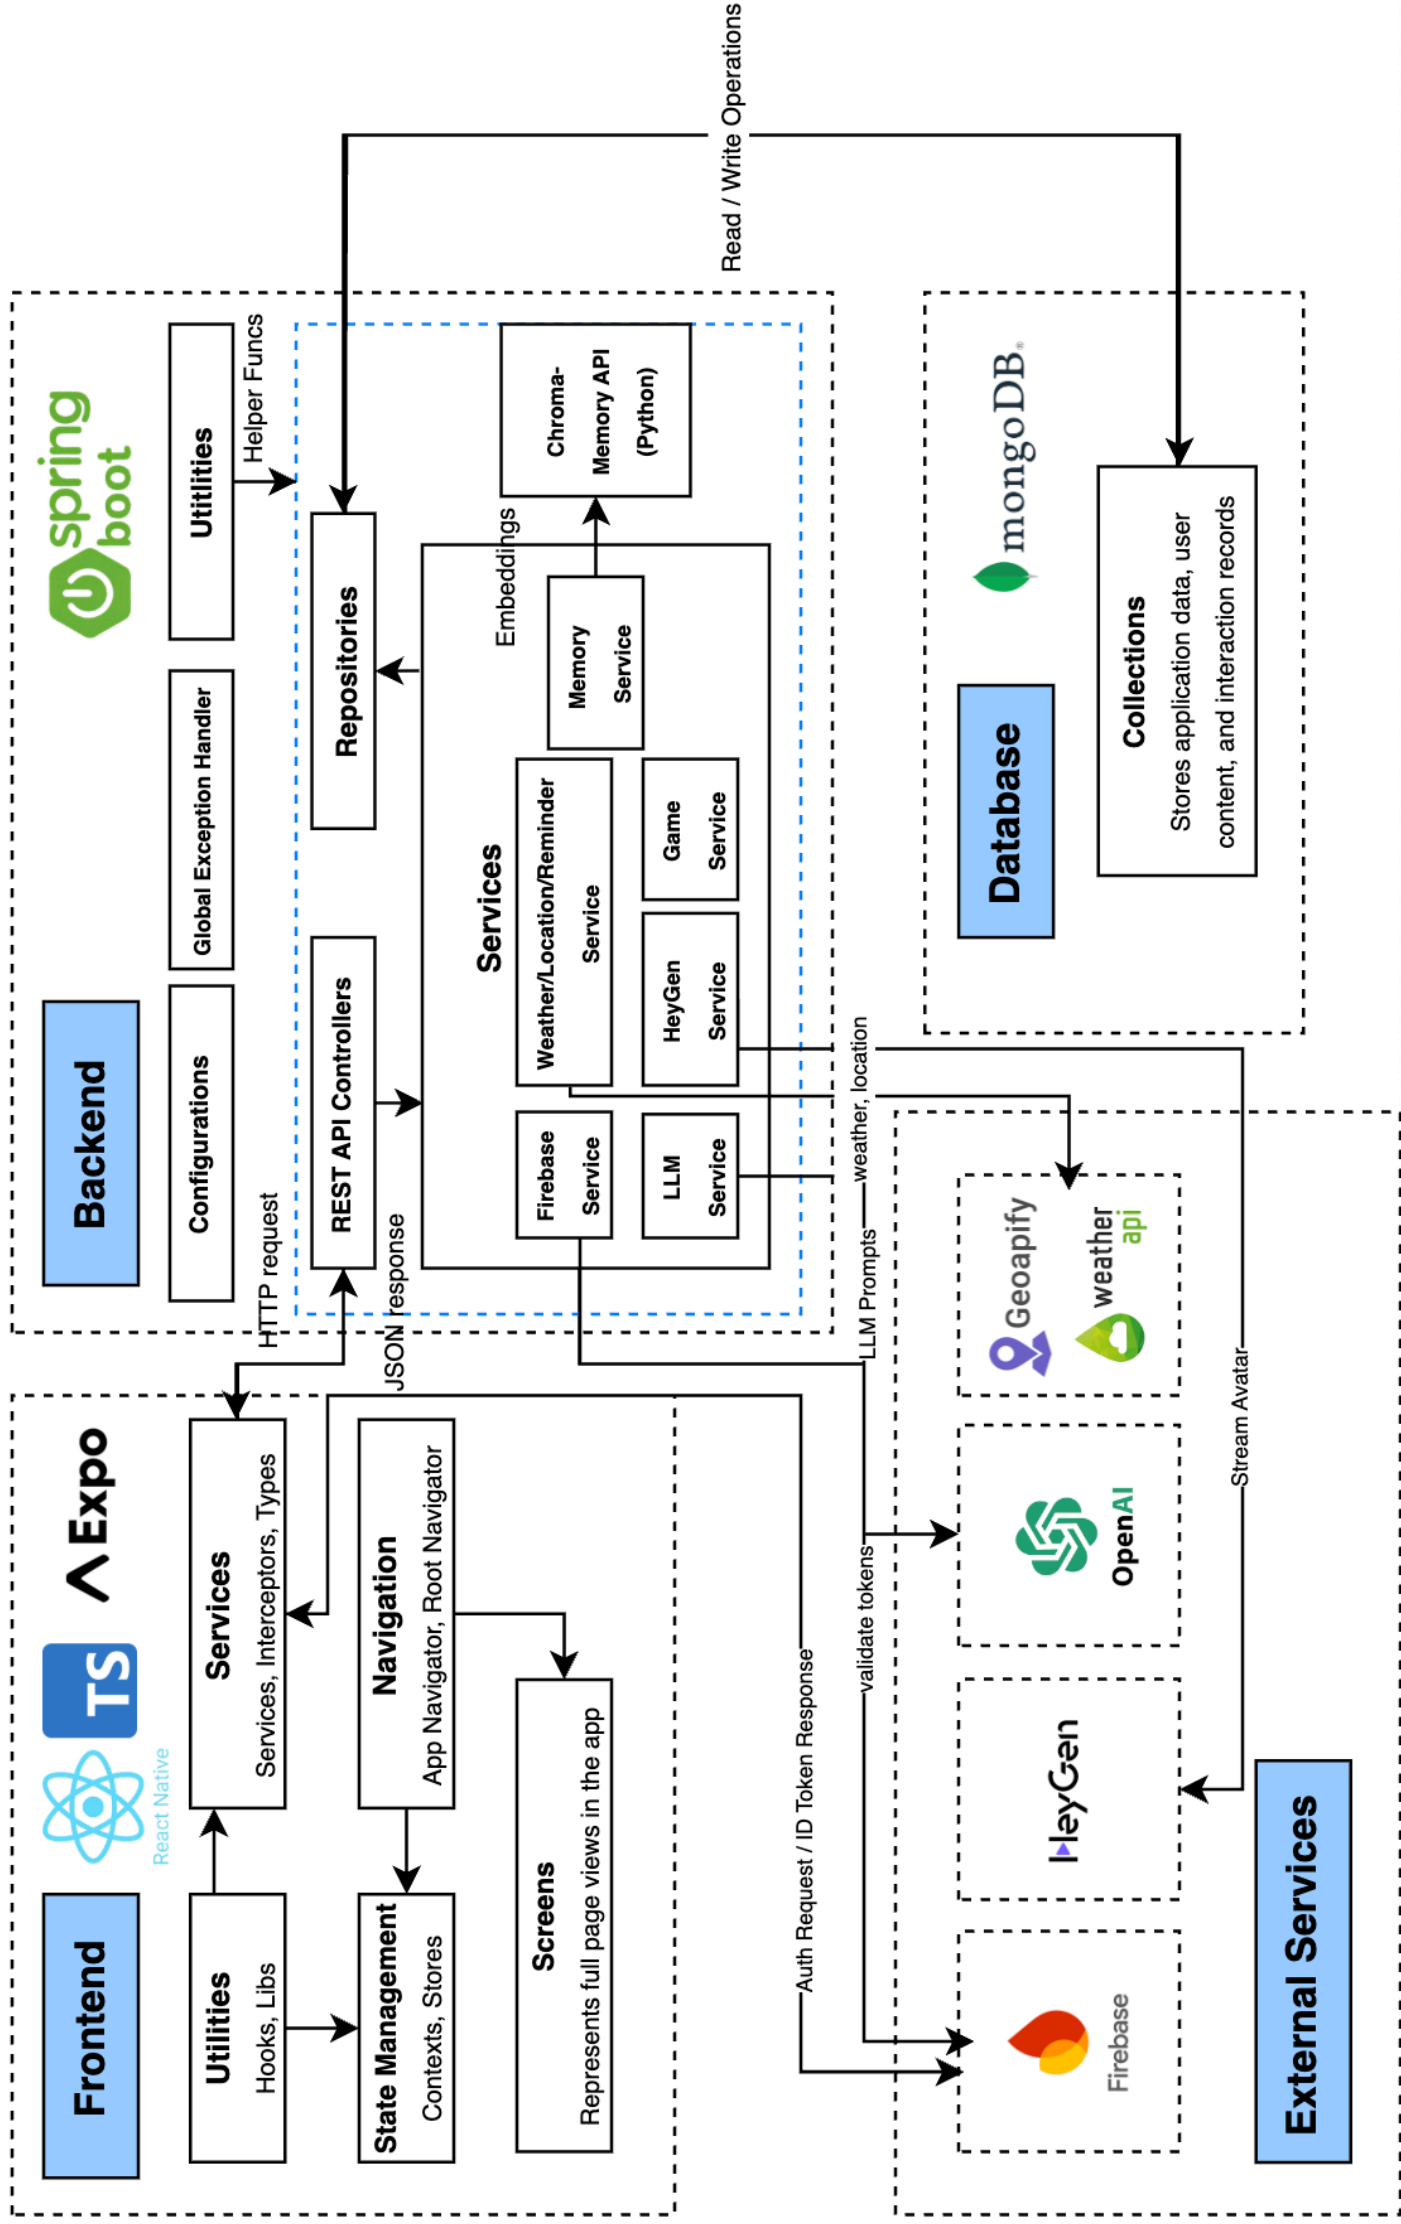 Frontend
React Native
TS
Expo
Utilities
Hooks, Libs
Services
Services, Interceptors, Types
State Management
Contexts, Stores
Navigation
App Navigator, Root Navigator
Screens
Represents full page views in the app
HTTP request
JSON response
Backend
spring
boot
Configurations
Global Exception Handler
Utitlities
Helper Funcs
REST API Controllers
Repositories
Services
Firebase
Service
Weather/Location/Reminder
Service
LLM
Service
HeyGen
Service
Game
Service
Memory
Service
Embeddings
Chroma-
Memory API
(Python)
Read / Write Operations
Auth Request / ID Token Response
validate tokens
LLM Prompts
weather, location
Stream Avatar
Firebase
HeyGen
OpenAI
Geoapify
weather
api
External Services
Database
mongoDB®
Collections
Stores application data, user
content, and interaction records